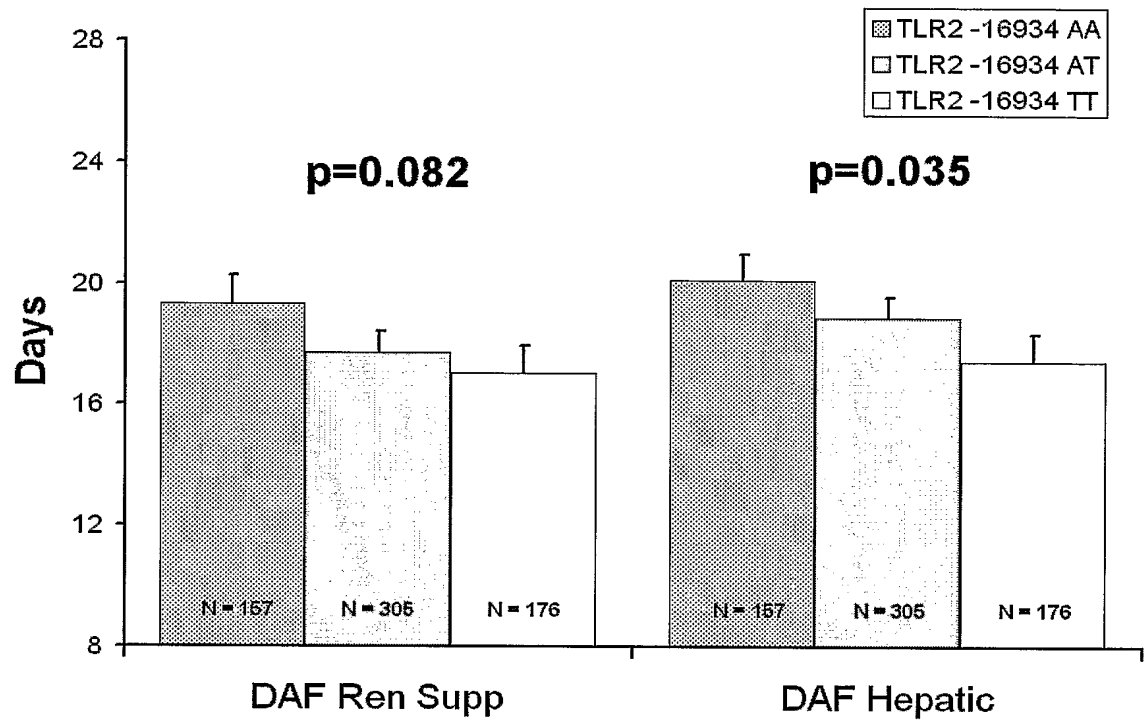 TLR2 -16934 AA
TLR2 -16934 AT
TLR2 -16934 TT
28
24
20
16
12
8
Days
p=0.082
p=0.035
N = 157
N = 305
N = 176
N = 157
N = 305
N = 176
DAF Ren Supp
DAF Hepatic